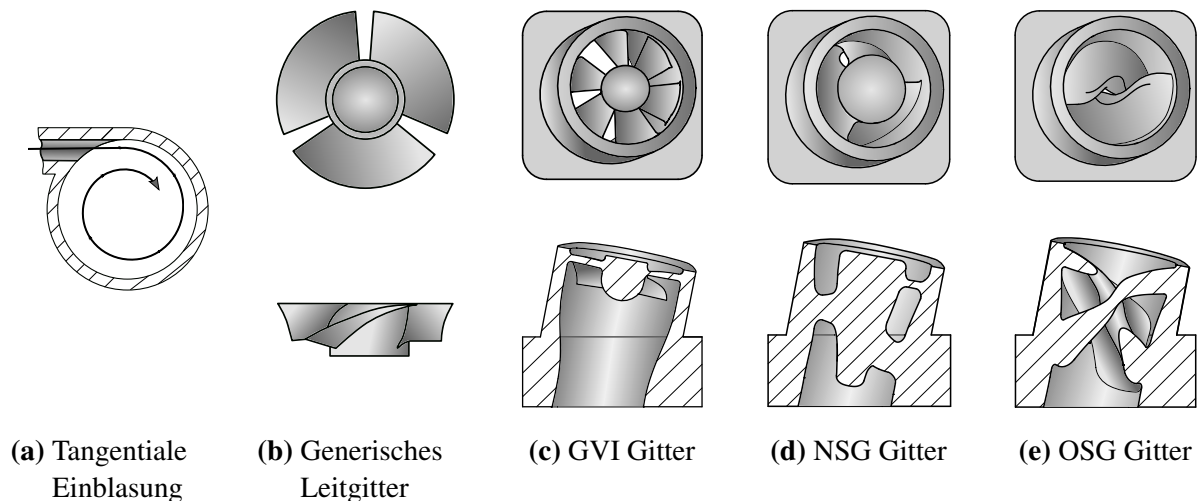 (a) Tangentiale
Einblasung
(b) Generisches
Leitgitter
(c) GVI Gitter
(d) NSG Gitter
(e) OSG Gitter